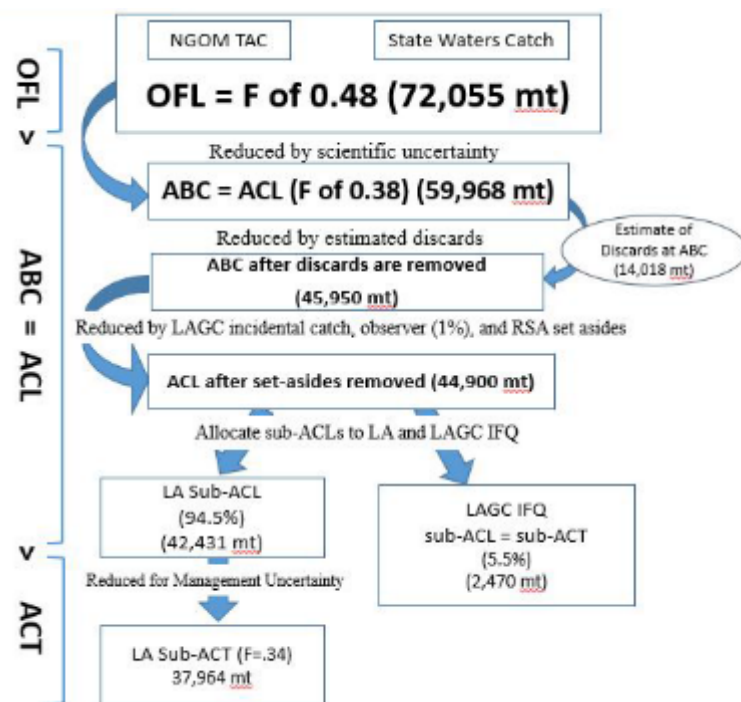 NGOM TAC
State Waters Catch
OFL = F of 0.48 (72,055 mt)
OFL
>
Reduced by scientific uncertainty
ABC = ACL (F of 0.38) (59,968 mt)
Estimate of
Discards at ABC
(14,018 mt)
Reduced by estimated discards
ABC after discards are removed
(45,950 mt)
Reduced by LAGC incidental catch, observer (1%), and RSA set asides
ABC = ACL
ACL after set-asides removed (44,900 mt)
Allocate sub-ACLs to LA and LAGC IFQ
LA Sub-ACL
(94.5%)
(42,431 mt)
LAGC IFQ
sub-ACL = sub-ACT
(5.5%)
(2,470 mt)
>
Reduced for Management Uncertainty
ACT
LA Sub-ACT (F=.34)
37,964 mt